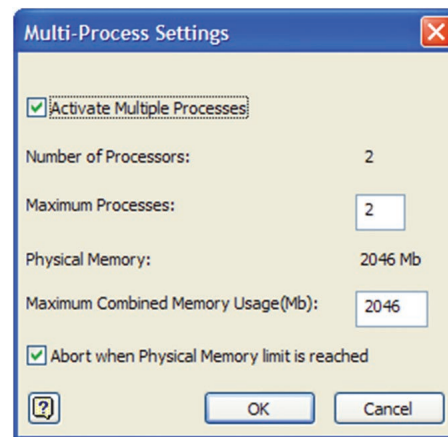 Multi-Process Settings
Activate Multiple Processes
Number of Processors: 2
Maximum Processes: 2
Physical Memory: 2046 Mb
Maximum Combined Memory Usage(Mb): 2046
Abort when Physical Memory limit is reached
? OK Cancel